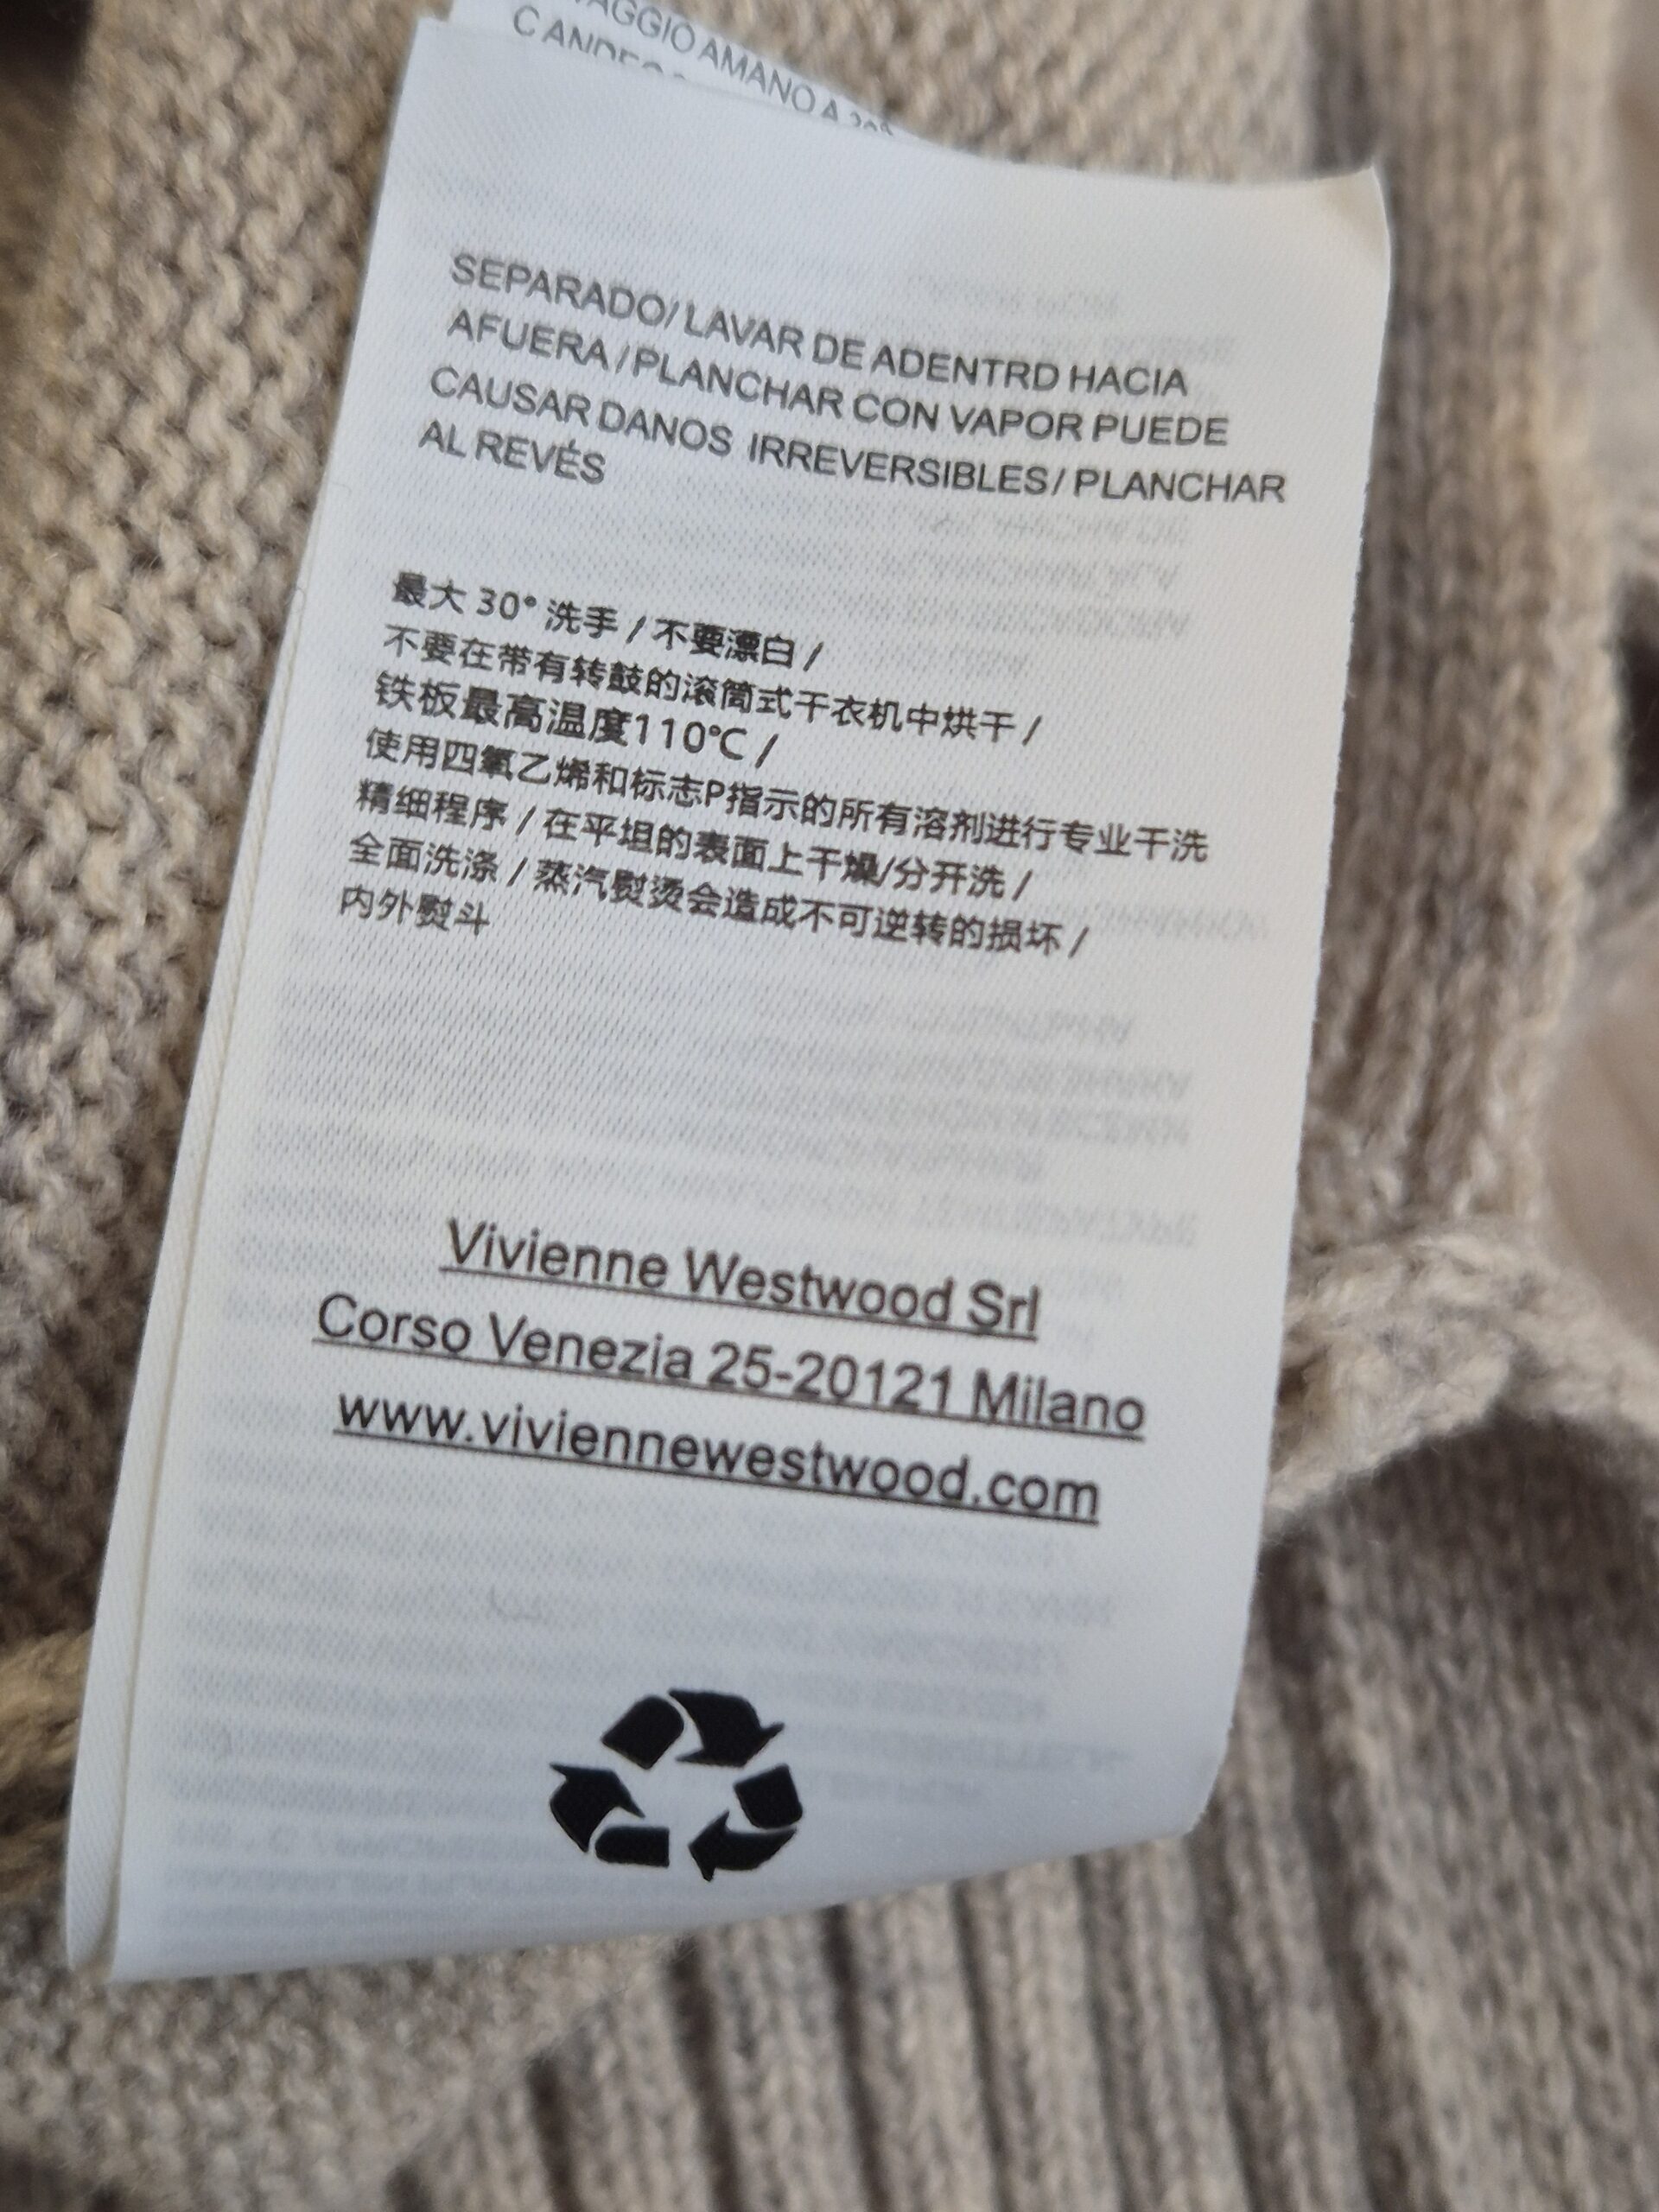 AGGIO A MANO A 30°
SEPARADO/ LAVAR DE ADENTRD HACIA
AFUERA / PLANCHAR CON VAPOR PUEDE
CAUSAR DANOS IRREVERSIBLES / PLANCHAR
AL REVÉS
最大 30° 洗手 / 不要漂白 /
不要在带有转鼓的滚筒式干衣机中烘干 /
铁板最高温度110℃ /
使用四氧乙烯和标志P指示的所有溶剂进行专业干洗
精细程序 / 在平坦的表面上干燥/分开洗 /
全面洗涤 / 蒸汽熨烫会造成不可逆转的损坏 /
内外熨斗
Vivienne Westwood Srl
Corso Venezia 25-20121 Milano
www.viviennewestwood.com